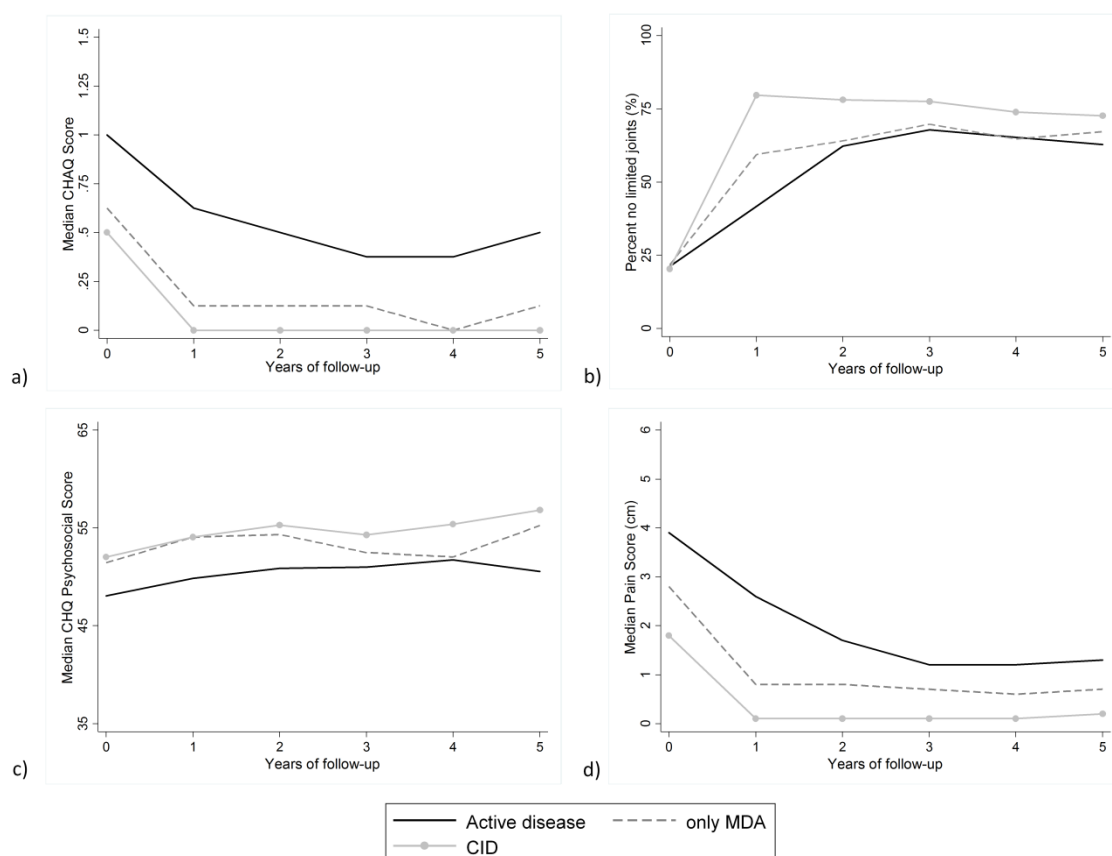 Median CHAQ Score
1.5
1.25
1
.75
.5
.25
0
0 1 2 3 4 5
Years of follow-up
a)
Percent no limited joints (%)
100
75
50
25
0
0 1 2 3 4 5
Years of follow-up
b)
Median CHQ Psychosocial Score
65
55
45
35
0 1 2 3 4 5
Years of follow-up
c)
Median Pain Score (cm)
6
5
4
3
2
1
0
0 1 2 3 4 5
Years of follow-up
d)
Active disease only MDA
CID